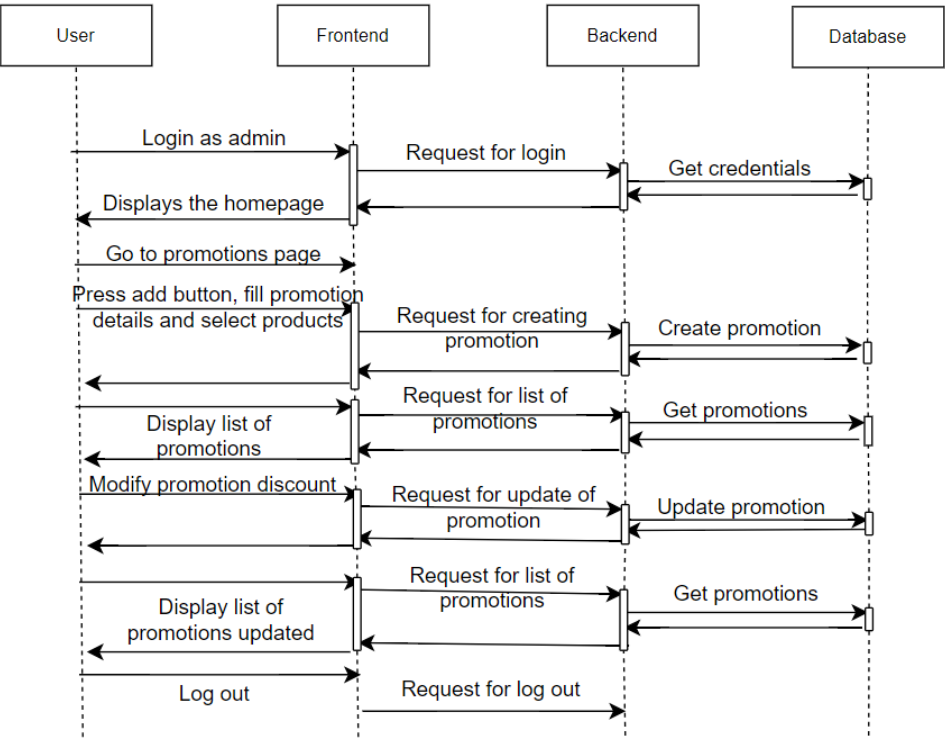 User
Frontend
Backend
Database
Login as admin
Request for login
Get credentials
Displays the homepage
Go to promotions page
Press add button, fill promotion
details and select products
Request for creating
promotion
Create promotion
Request for list of
promotions
Get promotions
Display list of
promotions
Modify promotion discount
Request for update of
promotion
Update promotion
Request for list of
promotions
Get promotions
Display list of
promotions updated
Log out
Request for log out